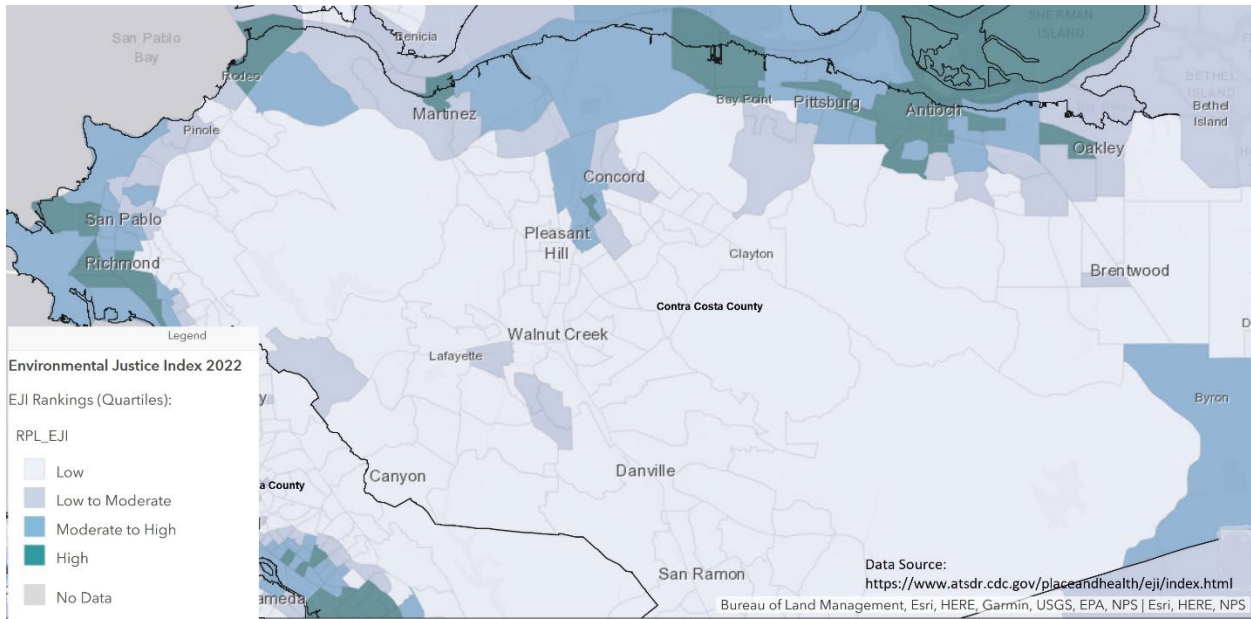 San Pablo
Bay
Benicia
SHERMAN
ISLAND
Rodeo
Martinez
Bay Point
Pittsburg
Antioch
BETHEL
ISLAND
Bethel
Island
Pinole
Oakley
Concord
San Pablo
Pleasant
Hill
Clayton
Richmond
Brentwood
Contra Costa County
Walnut Creek
Lafayette
Byron
Danville
Canyon
San Ramon
Legend
Environmental Justice Index 2022
EJI Rankings (Quartiles):
RPL_EJI
Low
Low to Moderate
Moderate to High
High
No Data
a County
ameda
Data Source:
https://www.atsdr.cdc.gov/placeandhealth/eji/index.html
Bureau of Land Management, Esri, HERE, Garmin, USGS, EPA, NPS | Esri, HERE, NPS